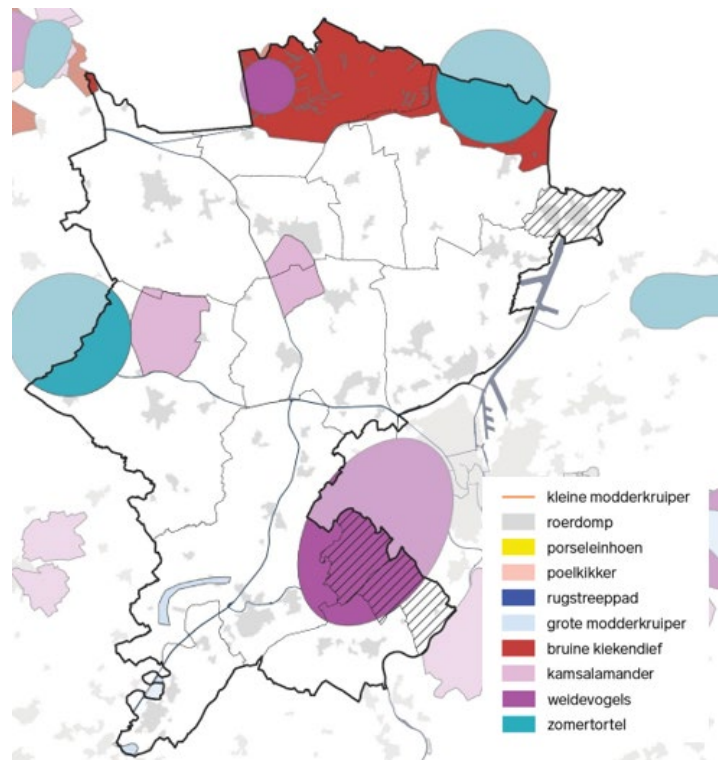 kleine modderkruiper
roerdomp
porseleinhoen
poelkikker
rugstreeppad
grote modderkruiper
bruine kiekendief
kamsalamander
weidevogels
zomertortel